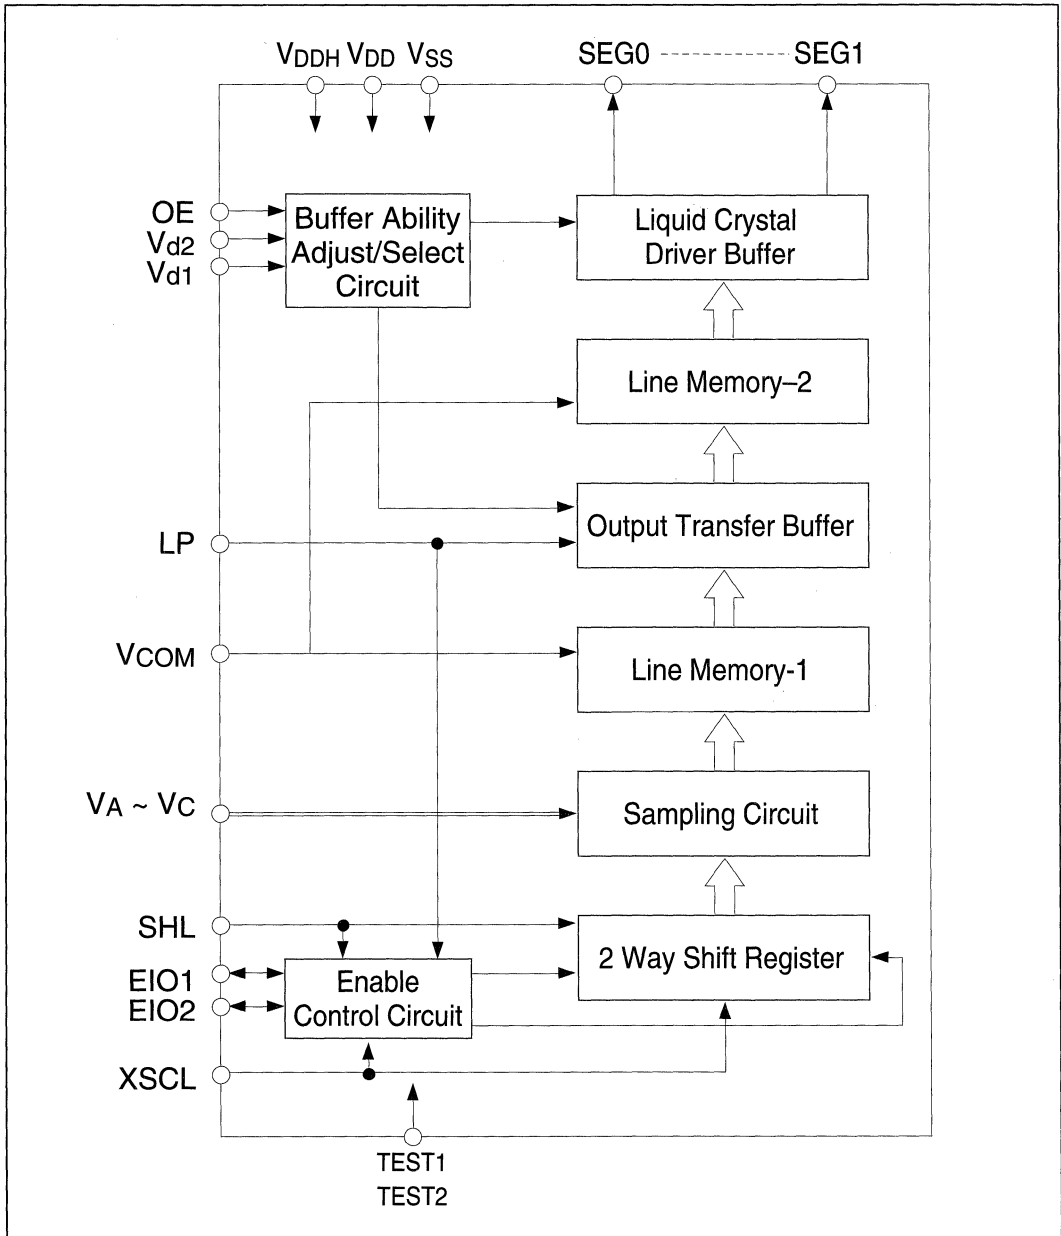 VDDH VDD VSS SEG0 SEG1
OE
Vd2
Vd1
Buffer Ability
Adjust/Select
Circuit
Liquid Crystal
Driver Buffer
Line Memory–2
Output Transfer Buffer
LP
VCOM
Line Memory-1
VA ~ VC
Sampling Circuit
SHL
2 Way Shift Register
EIO1
EIO2
Enable
Control Circuit
XSCL
TEST1
TEST2